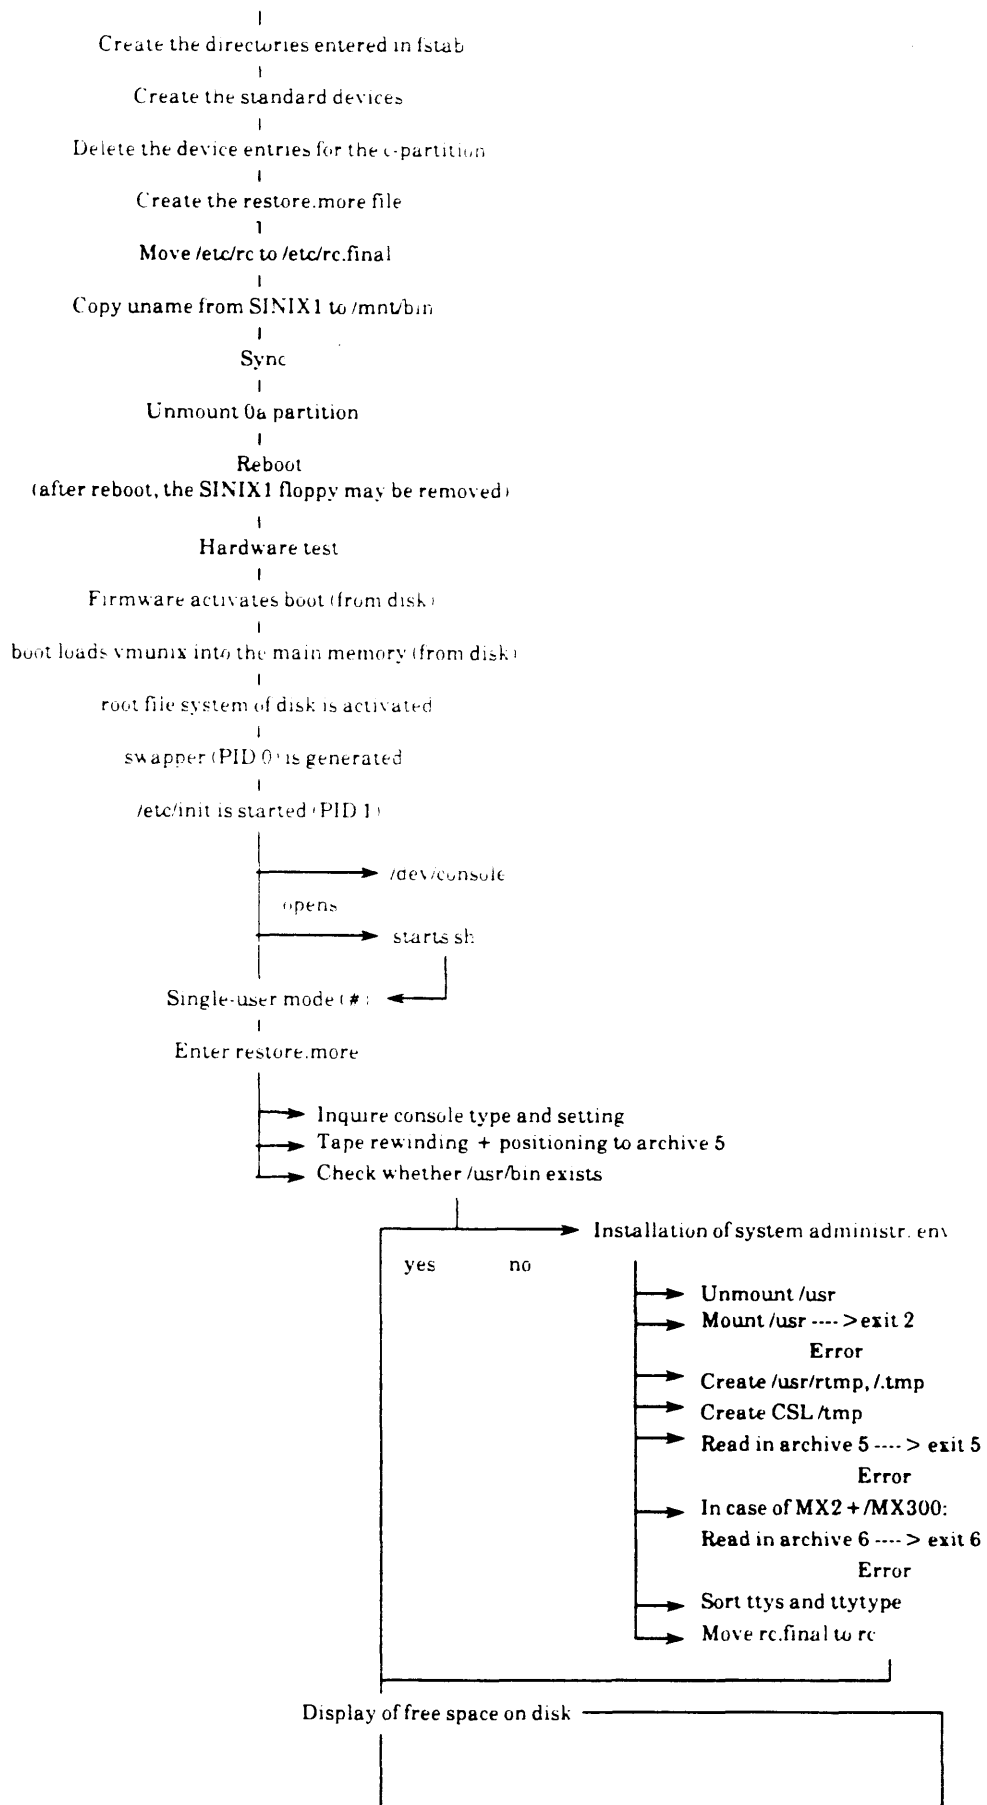 Create the directories entered in fstab
Create the standard devices
Delete the device entries for the c-partition
Create the restore.more file
Move /etc/rc to /etc/rc.final
Copy uname from SINIX1 to /mnt/bin
Sync
Unmount 0a partition
Reboot
(after reboot, the SINIX1 floppy may be removed)
Hardware test
Firmware activates boot (from disk)
boot loads vmunix into the main memory (from disk)
root file system of disk is activated
swapper (PID 0) is generated
/etc/init is started (PID 1)
/dev/console
opens
starts sh
Single-user mode (#)
Enter restore.more
Inquire console type and setting
Tape rewinding + positioning to archive 5
Check whether /usr/bin exists
Installation of system administr. env
yes no
Unmount /usr
Mount /usr ----> exit 2
Error
Create /usr/rtmp, /.tmp
Create CSL /tmp
Read in archive 5 ----> exit 5
Error
In case of MX2 + /MX300:
Read in archive 6 ----> exit 6
Error
Sort ttys and ttytype
Move rc.final to rc
Display of free space on disk